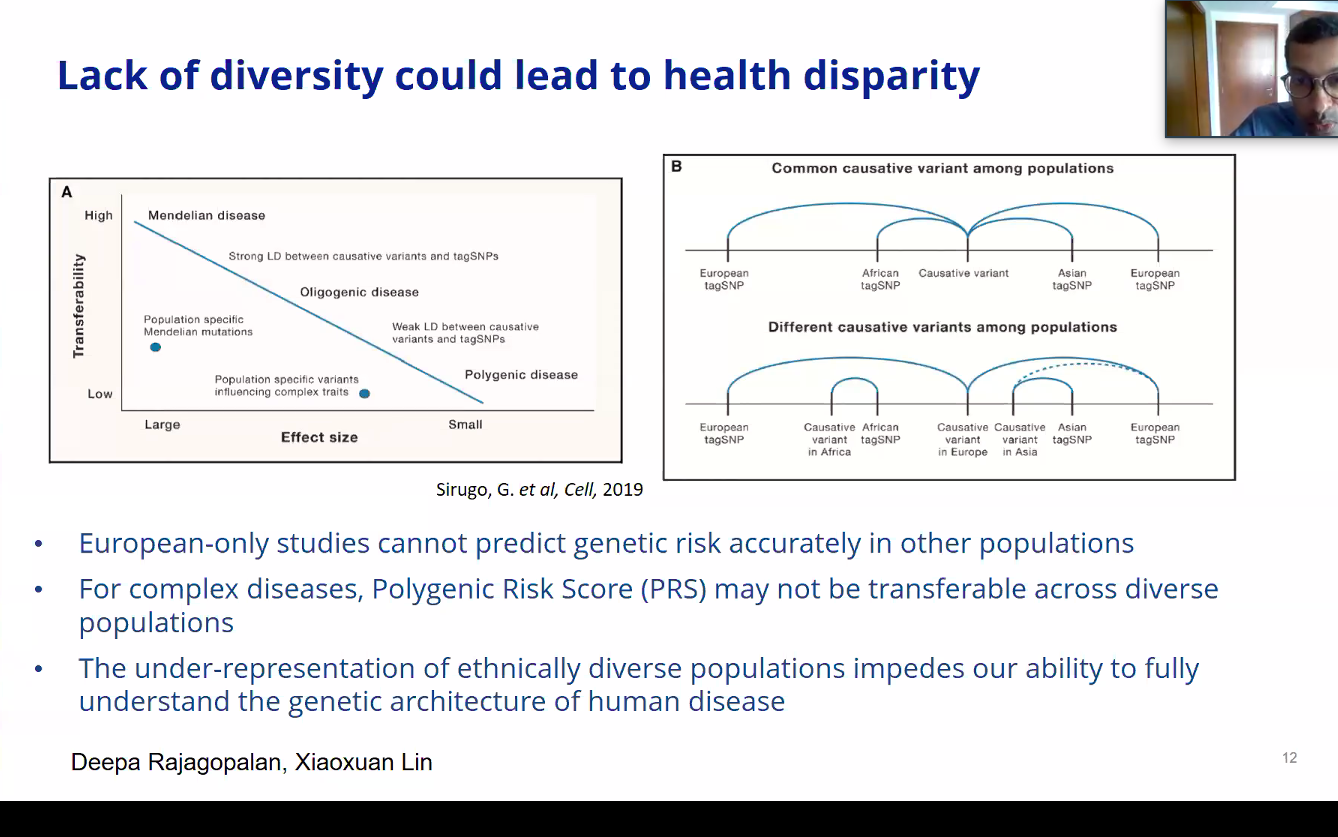 Lack of diversity could lead to health disparity
A
High
Mendelian disease
Strong LD between causative variants and tagSNPs
Oligogenic disease
Transferability
Population specific
Mendelian mutations
Weak LD between causative
variants and tagSNPs
Polygenic disease
Population specific variants
influencing complex traits
Low
Large
Small
Effect size
B
Common causative variant among populations
European
tagSNP
African
tagSNP
Causative variant
Asian
tagSNP
European
tagSNP
Different causative variants among populations
European
tagSNP
Causative
variant
in Africa
African
tagSNP
Causative
variant
in Europe
Causative
variant
in Asia
Asian
tagSNP
European
tagSNP
Sirugo, G. et al, Cell, 2019
• European-only studies cannot predict genetic risk accurately in other populations
• For complex diseases, Polygenic Risk Score (PRS) may not be transferable across diverse
populations
• The under-representation of ethnically diverse populations impedes our ability to fully
understand the genetic architecture of human disease
Deepa Rajagopalan, Xiaoxuan Lin
12